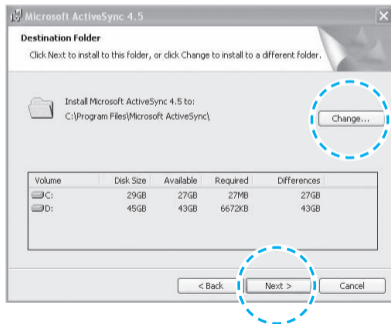 Microsoft ActiveSync 4.5
Destination Folder
Click Next to install to this folder, or click Change to install to a different folder.
Install Microsoft ActiveSync 4.5 to:
C:\Program Files\Microsoft ActiveSync\
Change...
Volume Disk Size Available Required Differences
C: 29GB 27GB 27MB 27GB
D: 45GB 43GB 6672KB 43GB
< Back Next > Cancel